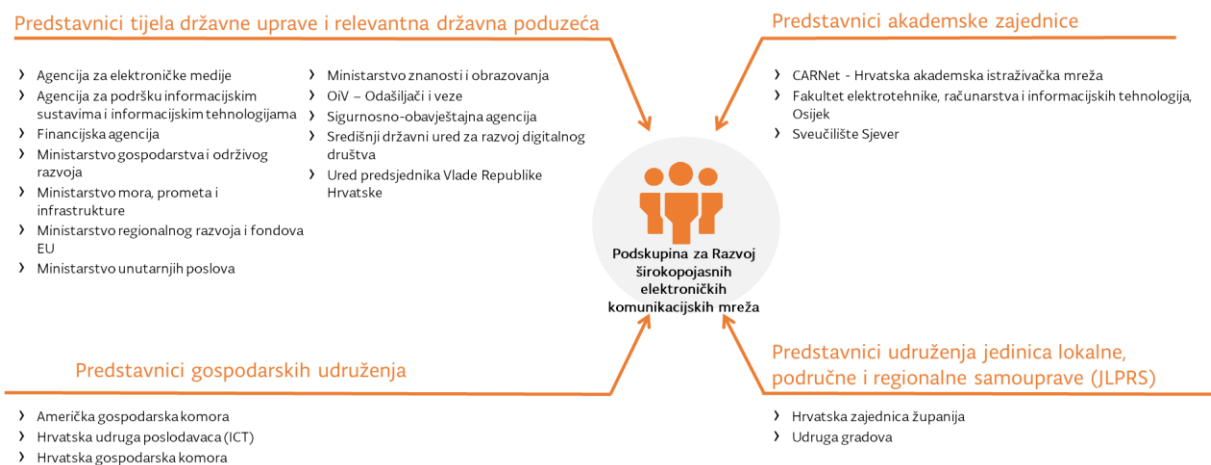 Predstavnici tijela državne uprave i relevantna državna poduzeća
Agencija za elektroničke medije
Agencija za podršku informacijskim
sustavima i informacijskim tehnologijama
Financijska agencija
Ministarstvo gospodarstva i održivog
razvoja
Ministarstvo mora, prometa i
infrastrukture
Ministarstvo regionalnog razvoja i fondova
EU
Ministarstvo unutarnjih poslova
Ministarstvo znanosti i obrazovanja
OiV – Odašiljači i veze
Sigurnosno-obavještajna agencija
Središnji državni ured za razvoj digitalnog
društva
Ured predsjednika Vlade Republike
Hrvatske
Predstavnici akademske zajednice
CARNet - Hrvatska akademska istraživačka mreža
Fakultet elektrotehnike, računarstva i informacijskih tehnologija,
Osijek
Sveučilište Sjever
Podskupina za Razvoj
širokopojasnih
elektroničkih
komunikacijskih mreža
Predstavnici gospodarskih udruženja
Američka gospodarska komora
Hrvatska udruga poslodavaca (ICT)
Hrvatska gospodarska komora
Predstavnici udruženja jedinica lokalne,
područne i regionalne samouprave (JLPRS)
Hrvatska zajednica županija
Udruga gradova